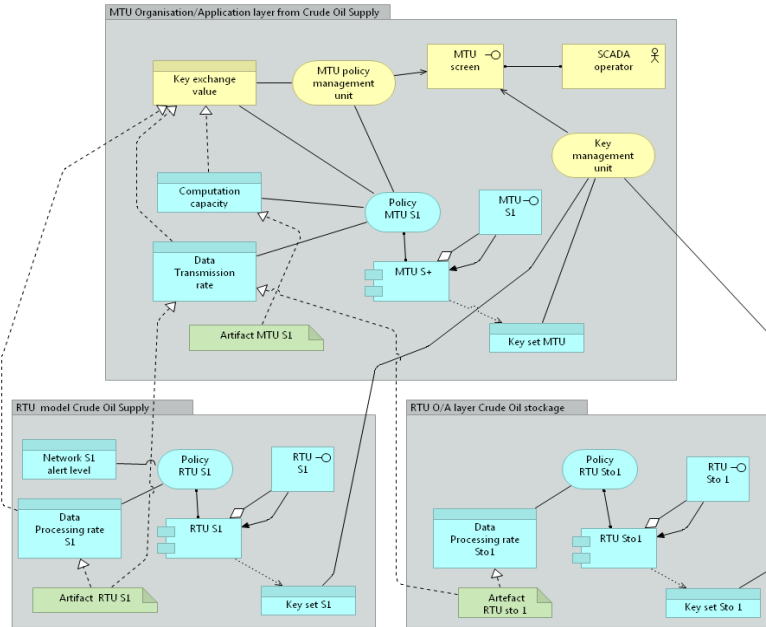 MTU Organisation/Application layer from Crude Oil Supply
Key exchange
value
MTU policy
management
unit
MTU
screen
SCADA
operator
Key
management
unit
Computation
capacity
Policy
MTU S1
MTU
S1
Data
Transmission
rate
MTU S+
Artifact MTU S1
Key set MTU
RTU model Crude Oil Supply
Network S1
alert level
Policy
RTU S1
RTU
S1
Data
Processing rate
S1
RTU S1
Artifact RTU S1
Key set S1
RTU O/A layer Crude Oil stockage
Policy
RTU Sto1
RTU
Sto 1
Data
Processing rate
Sto1
RTU Sto1
Artefact
RTU sto 1
Key set Sto 1